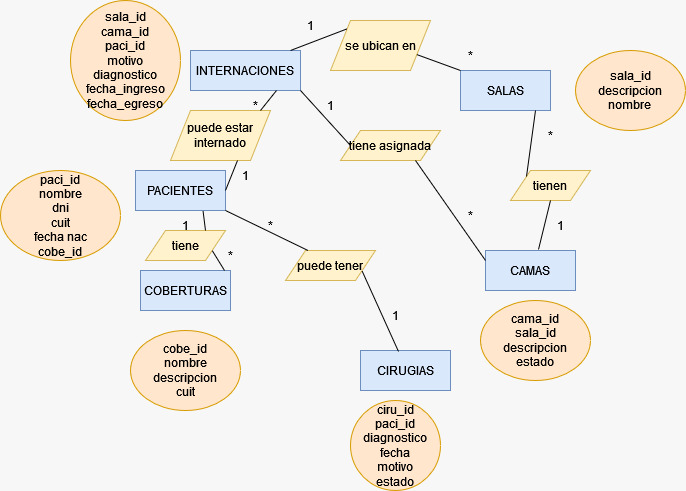 sala_id
cama_id
paci_id
motivo
diagnostico
fecha_ingreso
fecha_egreso
1
se ubican en
*
INTERNACIONES
SALAS
sala_id
descripcion
nombre
*
1
puede estar
internado
tiene asignada
*
1
tienen
paci_id
nombre
dni
cuit
fecha nac
cobe_id
PACIENTES
1
*
*
1
tiene
*
puede tener
CAMAS
COBERTURAS
1
cama_id
sala_id
descripcion
estado
cobe_id
nombre
descripcion
cuit
CIRUGIAS
ciru_id
paci_id
diagnostico
fecha
motivo
estado